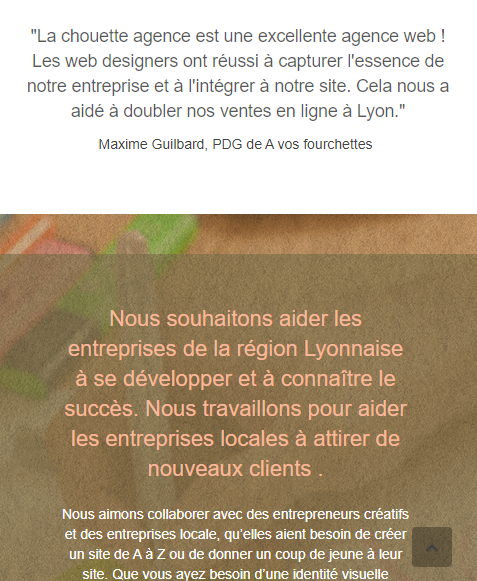 "La chouette agence est une excellente agence web !
Les web designers ont réussi à capturer l'essence de
notre entreprise et à l'intégrer à notre site. Cela nous a
aidé à doubler nos ventes en ligne à Lyon."
Maxime Guilbard, PDG de A vos fourchettes
Nous souhaitons aider les
entreprises de la région Lyonnaise
à se développer et à connaître le
succès. Nous travaillons pour aider
les entreprises locales à attirer de
nouveaux clients .
Nous aimons collaborer avec des entrepreneurs créatifs
et des entreprises locale, qu'elles aient besoin de créer
un site de A à Z ou de donner un coup de jeune à leur
site. Que vous ayez besoin d'une identité visuelle